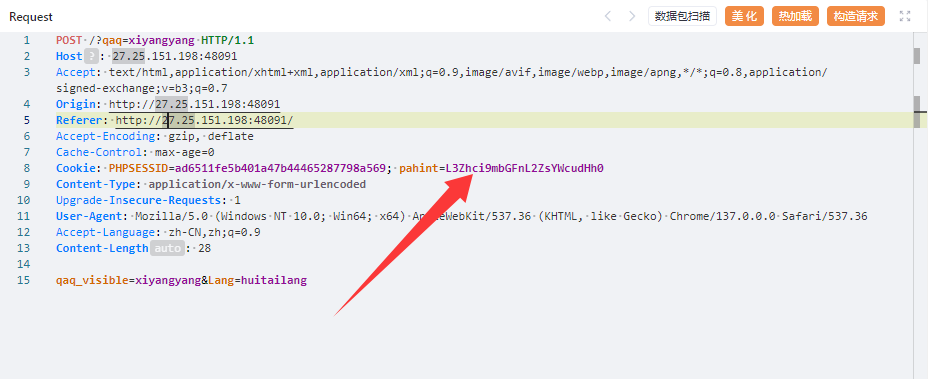 Request
数据包扫描 美化 热加载 构造请求
1 POST /?qaq=xiyangyang HTTP/1.1
2 Host ? : 27.25.151.198:48091
3 Accept: text/html,application/xhtml+xml,application/xml;q=0.9,image/avif,image/webp,image/apng,*/*;q=0.8,application/
signed-exchange;v=b3;q=0.7
4 Origin: http://27.25.151.198:48091
5 Referer: http://27.25.151.198:48091/
6 Accept-Encoding: gzip, deflate
7 Cache-Control: max-age=0
8 Cookie: PHPSESSID=ad6511fe5b401a47b44465287798a569; pahint=L3Zhci9mbGFnL2ZsYWcudHh0
9 Content-Type: application/x-www-form-urlencoded
10 Upgrade-Insecure-Requests: 1
11 User-Agent: Mozilla/5.0 (Windows NT 10.0; Win64; x64) AppleWebKit/537.36 (KHTML, like Gecko) Chrome/137.0.0.0 Safari/537.36
12 Accept-Language: zh-CN,zh;q=0.9
13 Content-Length auto : 28
14
15 qaq_visible=xiyangyang&Lang=huitailang